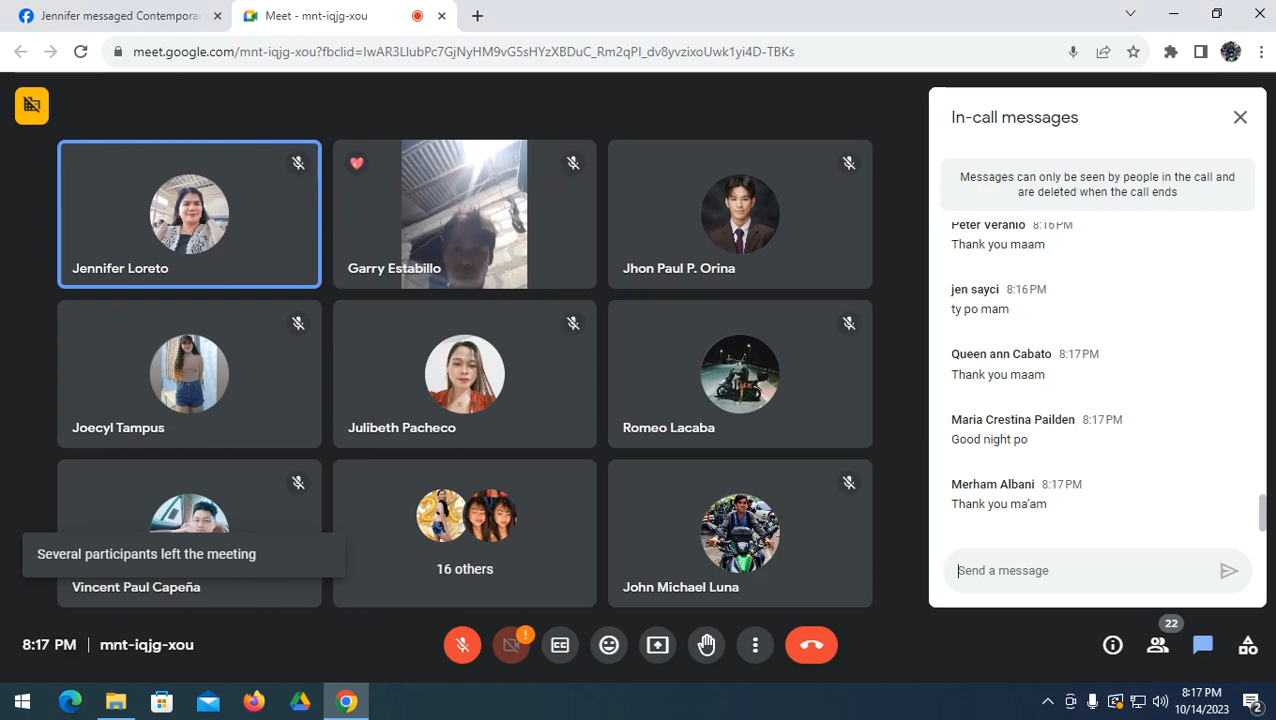 Jennifer messaged Contemporar
Meet - mnt-iqjg-xou
meet.google.com/mnt-iqjg-xou?fbclid=IwAR3LIubPc7GjNyHM9vG5sHYzXBDuC_Rm2qPI_dv8yvzixoUwk1yi4D-TBKs
Jennifer Loreto
Garry Estabillo
Jhon Paul P. Orina
Joecyl Tampus
Julibeth Pacheco
Romeo Lacaba
Several participants left the meeting
Vincent Paul Capeña
16 others
John Michael Luna
In-call messages
Messages can only be seen by people in the call and
are deleted when the call ends
Peter Veranio 8:16 PM
Thank you maam
jen sayci 8:16 PM
ty po mam
Queen ann Cabato 8:17 PM
Thank you maam
Maria Crestina Pailden 8:17 PM
Good night po
Merham Albani 8:17 PM
Thank you ma'am
Send a message
8:17 PM | mnt-iqjg-xou
22
8:17 PM
10/14/2023
2